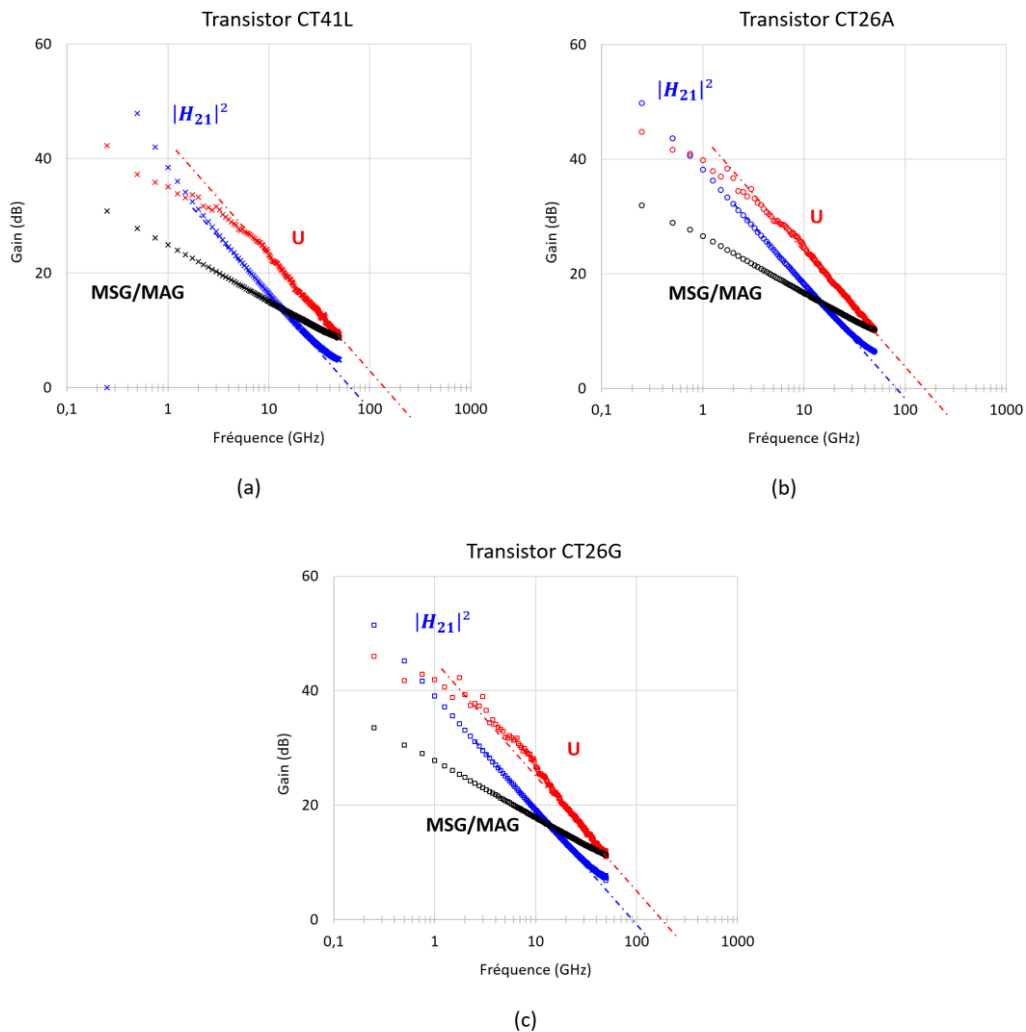 Transistor CT41L
60
40
20
0
Gain (dB)
|H₂₁|²
U
MSG/MAG
0,1
1
10
100
1000
Fréquence (GHz)
(a)
Transistor CT26A
60
40
20
0
Gain (dB)
|H₂₁|²
U
MSG/MAG
0,1
1
10
100
1000
Fréquence (GHz)
(b)
Transistor CT26G
60
40
20
0
Gain (dB)
|H₂₁|²
U
MSG/MAG
0,1
1
10
100
1000
Fréquence (GHz)
(c)